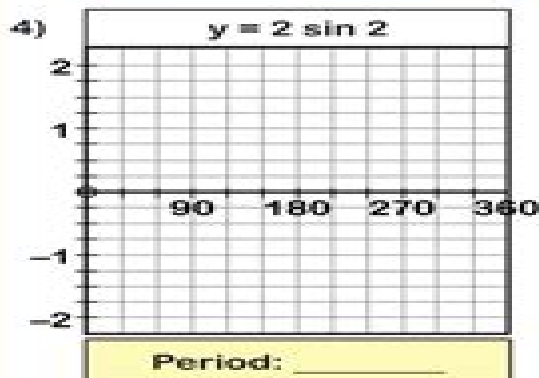 4)
y = 2 sin 2
2
1
0
90 180 270 360
–1
–2
Period: ________